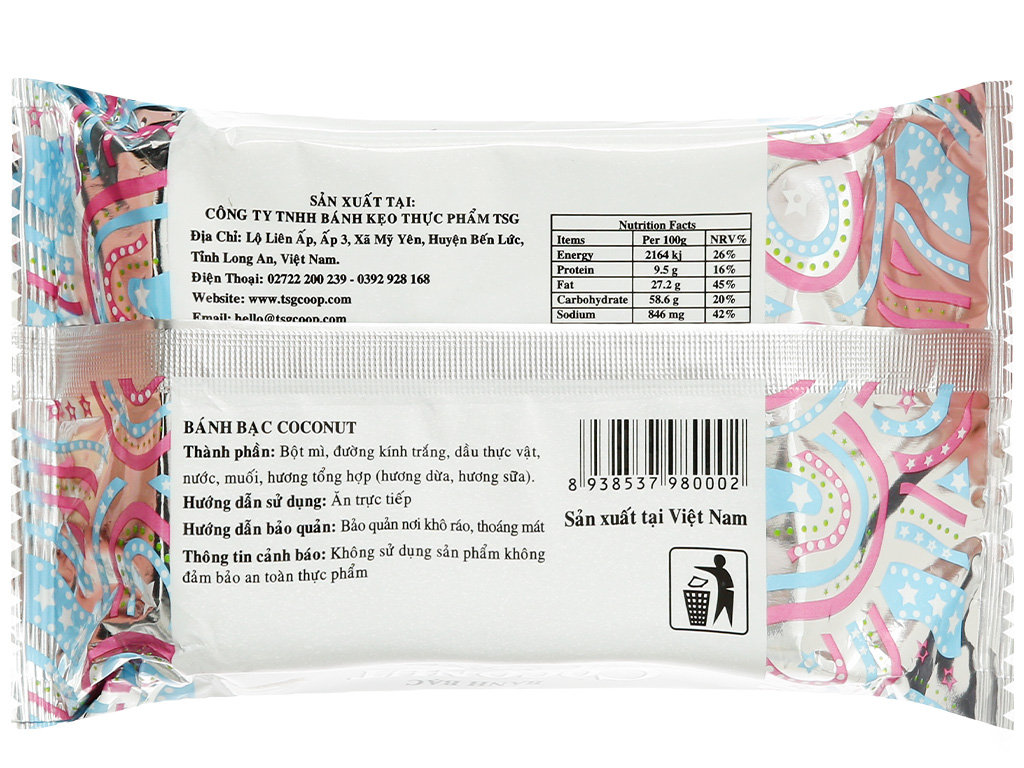 SẢN XUẤT TẠI:
CÔNG TY TNHH BÁNH KẸO THỰC PHẨM TSG
Địa Chỉ: Lộ Liên Ấp, Ấp 3, Xã Mỹ Yên, Huyện Bến Lức,
Tỉnh Long An, Việt Nam.
Điện Thoại: 02722 200 239 - 0392 928 168
Website: www.tsgcoop.com
Email: hello@tsgcoop.com
Nutrition Facts
Items Per 100g NRV%
Energy 2164 kj 26%
Protein 9.5 g 16%
Fat 27.2 g 45%
Carbohydrate 58.6 g 20%
Sodium 846 mg 42%
BÁNH BẠC COCONUT
Thành phần: Bột mì, đường kính trắng, dầu thực vật,
nước, muối, hương tổng hợp (hương dừa, hương sữa).
Hướng dẫn sử dụng: Ăn trực tiếp
Hướng dẫn bảo quản: Bảo quản nơi khô ráo, thoáng mát
Thông tin cảnh báo: Không sử dụng sản phẩm không
đảm bảo an toàn thực phẩm
8 938537 980002
Sản xuất tại Việt Nam
BÁNH BẠC